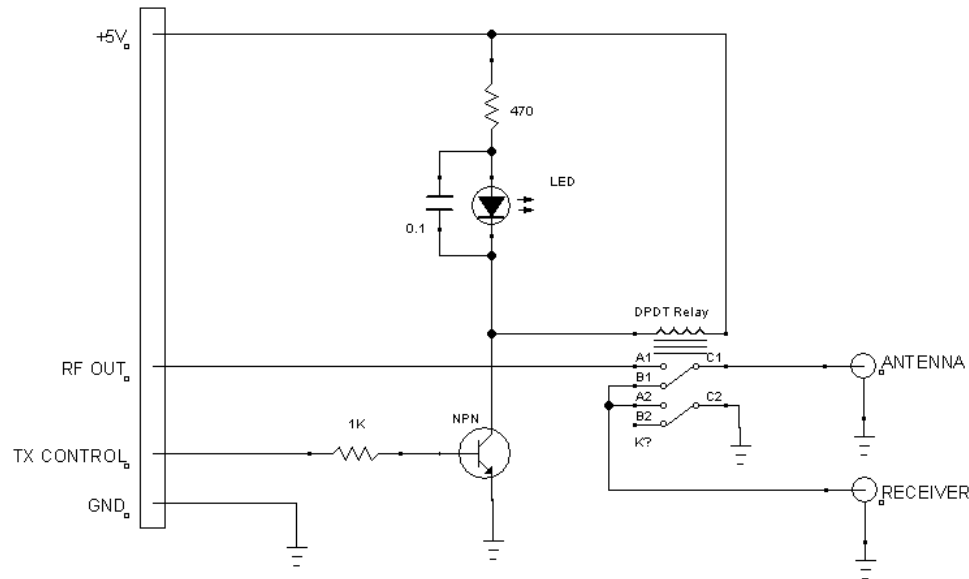 +5V
470
LED
0.1
DPDT Relay
RF OUT
A1 C1
ANTENNA
B1
A2 C2
B2
K?
1K
NPN
TX CONTROL
RECEIVER
GND